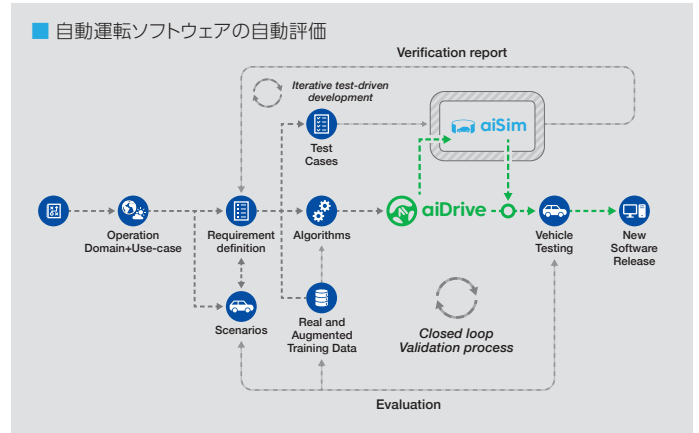 自動運転ソフトウェアの自動評価
Verification report
Iterative test-driven
development
aiSim
Test
Cases
aiDrive
Operation
Domain+Use-case
Requirement
definition
Algorithms
Vehicle
Testing
New
Software
Release
Scenarios
Real and
Augmented
Training Data
Closed loop
Validation process
Evaluation